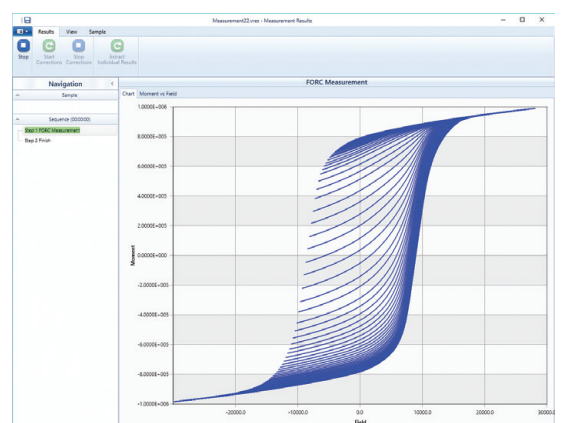 Measurement22.vres - Measurement Results
Results View Sample
Stop
Start Corrections
Stop Corrections
Extract Individual Results
Navigation
Sample
Sequence (00:00:00)
Step 1 FORC Measurement
Step 2 Finish
FORC Measurement
Chart Moment vs Field
1.0000E+006
8.0000E+005
6.0000E+005
4.0000E+005
2.0000E+005
0.0000E+000
-2.0000E+005
-4.0000E+005
-6.0000E+005
-8.0000E+005
-1.0000E+006
Moment
-20000.0 -10000.0 0.0 10000.0 20000.0 30000.0
Field